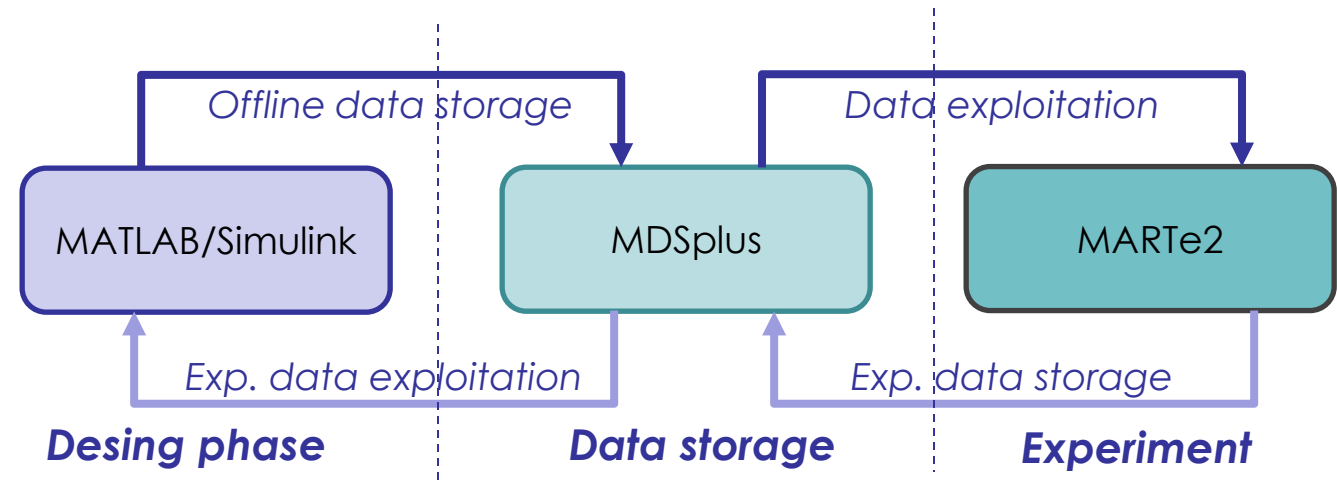 Offline data storage
Data exploitation
MATLAB/Simulink
MDSplus
MARTe2
Exp. data exploitation
Exp. data storage
Desing phase
Data storage
Experiment